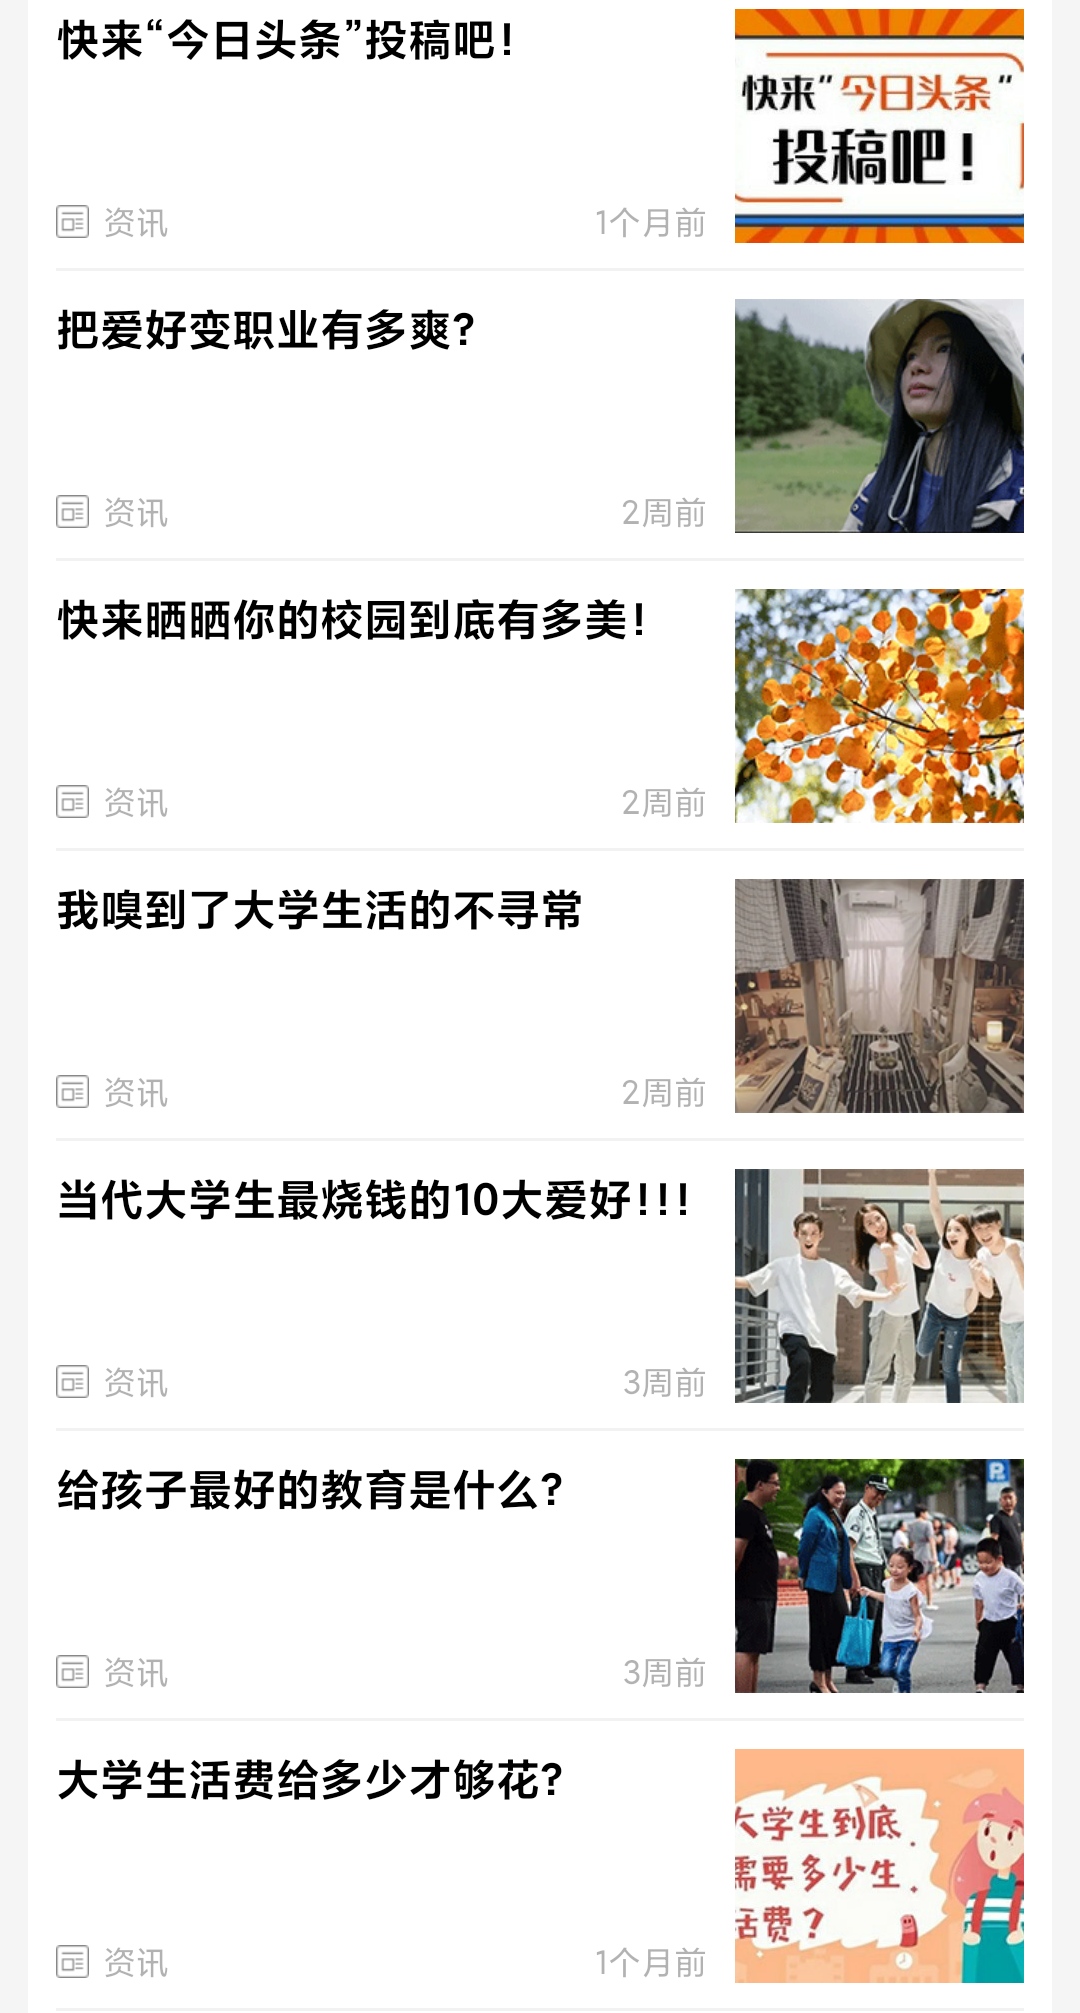 快来“今日头条”投稿吧！
快来“今日头条“
投稿吧！
资讯
1个月前
把爱好变职业有多爽？
资讯
2周前
快来晒晒你的校园到底有多美！
资讯
2周前
我嗅到了大学生活的不寻常
资讯
2周前
当代大学生最烧钱的10大爱好！！！
资讯
3周前
给孩子最好的教育是什么？
P
资讯
3周前
大学生活费给多少才够花？
大学生到底
需要多少生
活费？
资讯
1个月前